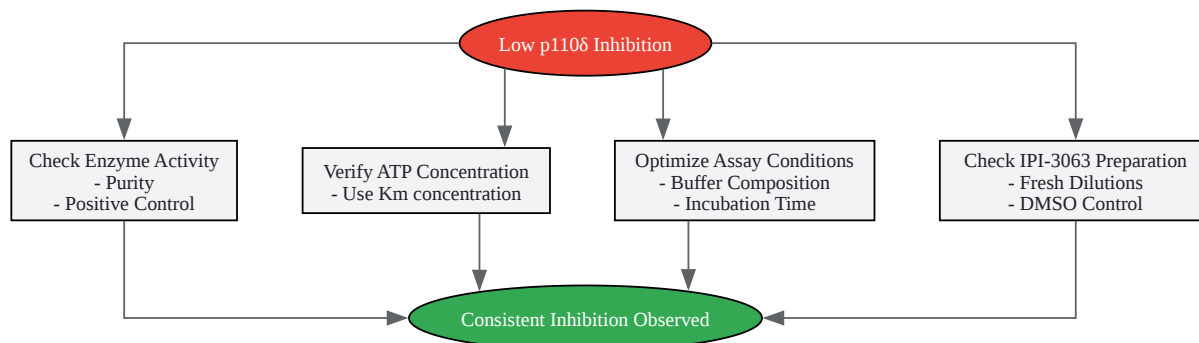 Low p110δ Inhibition
Check Enzyme Activity
- Purity
- Positive Control
Verify ATP Concentration
- Use Km concentration
Optimize Assay Conditions
- Buffer Composition
- Incubation Time
Check IPI-3063 Preparation
- Fresh Dilutions
- DMSO Control
Consistent Inhibition Observed